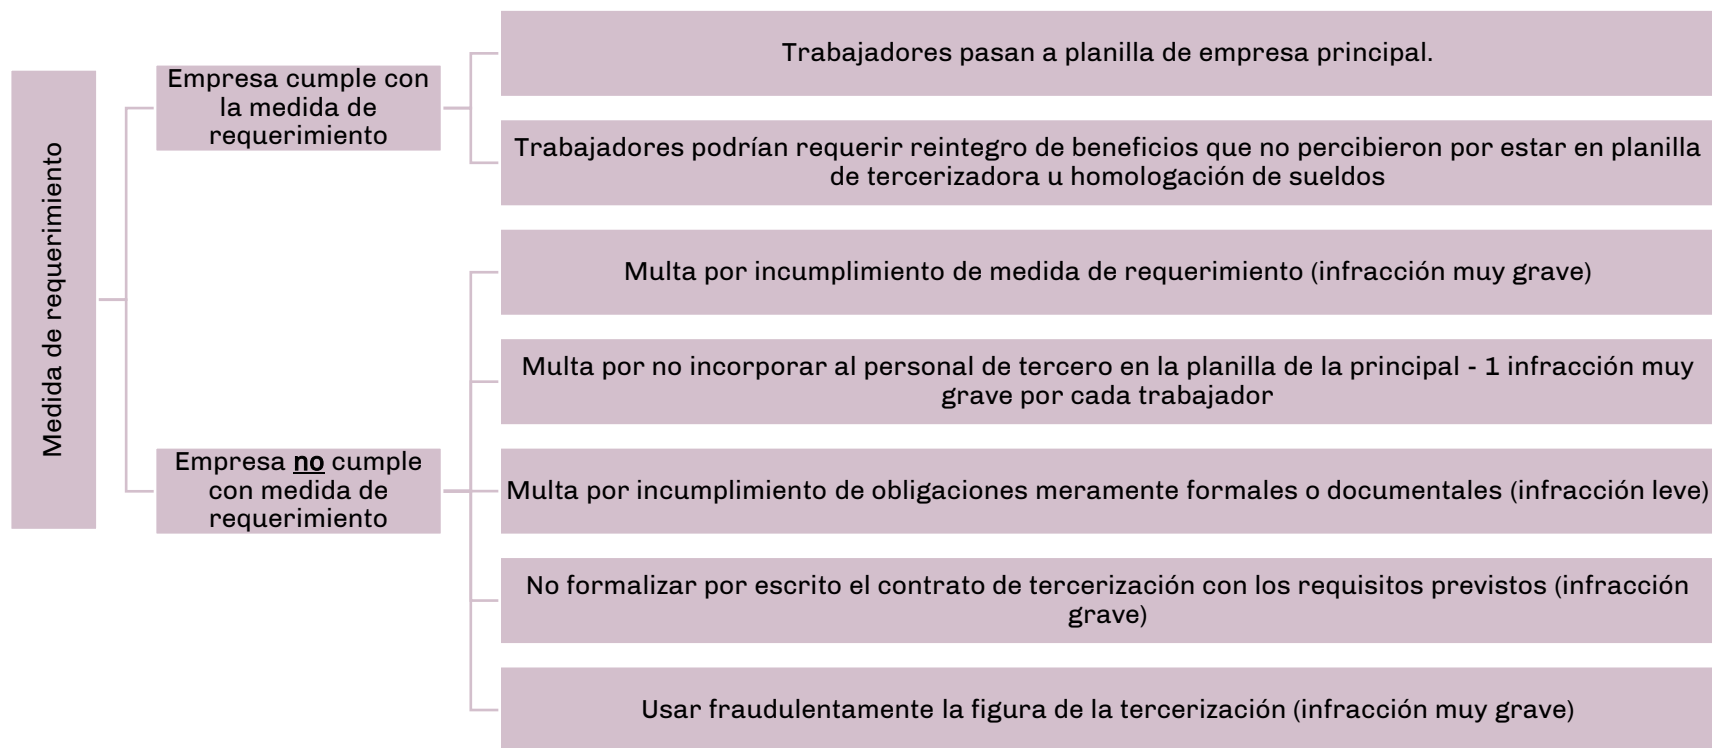 Medida de requerimiento
Empresa cumple con
la medida de
requerimiento
Trabajadores pasan a planilla de empresa principal.
Trabajadores podrían requerir reintegro de beneficios que no percibieron por estar en planilla
de tercerizadora u homologación de sueldos
Empresa no cumple
con medida de
requerimiento
Multa por incumplimiento de medida de requerimiento (infracción muy grave)
Multa por no incorporar al personal de tercero en la planilla de la principal - 1 infracción muy
grave por cada trabajador
Multa por incumplimiento de obligaciones meramente formales o documentales (infracción leve)
No formalizar por escrito el contrato de tercerización con los requisitos previstos (infracción
grave)
Usar fraudulentamente la figura de la tercerización (infracción muy grave)